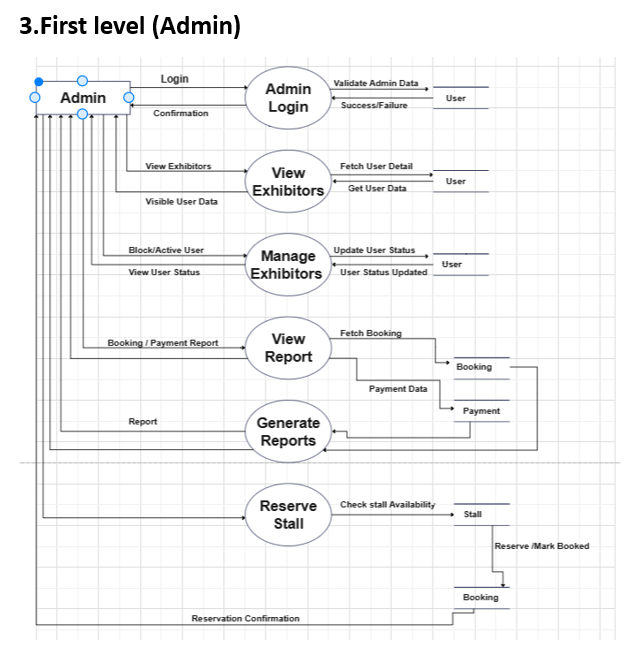 3.First level (Admin)
Admin
Login
Confirmation
Admin
Login
Validate Admin Data
Success/Failure
User
View Exhibitors
Visible User Data
View
Exhibitors
Fetch User Detail
Get User Data
User
Block/Active User
View User Status
Manage
Exhibitors
Update User Status
User Status Updated
User
Booking / Payment Report
View
Report
Fetch Booking
Booking
Payment Data
Payment
Report
Generate
Reports
Reserve
Stall
Check stall Availability
Stall
Reserve /Mark Booked
Booking
Reservation Confirmation